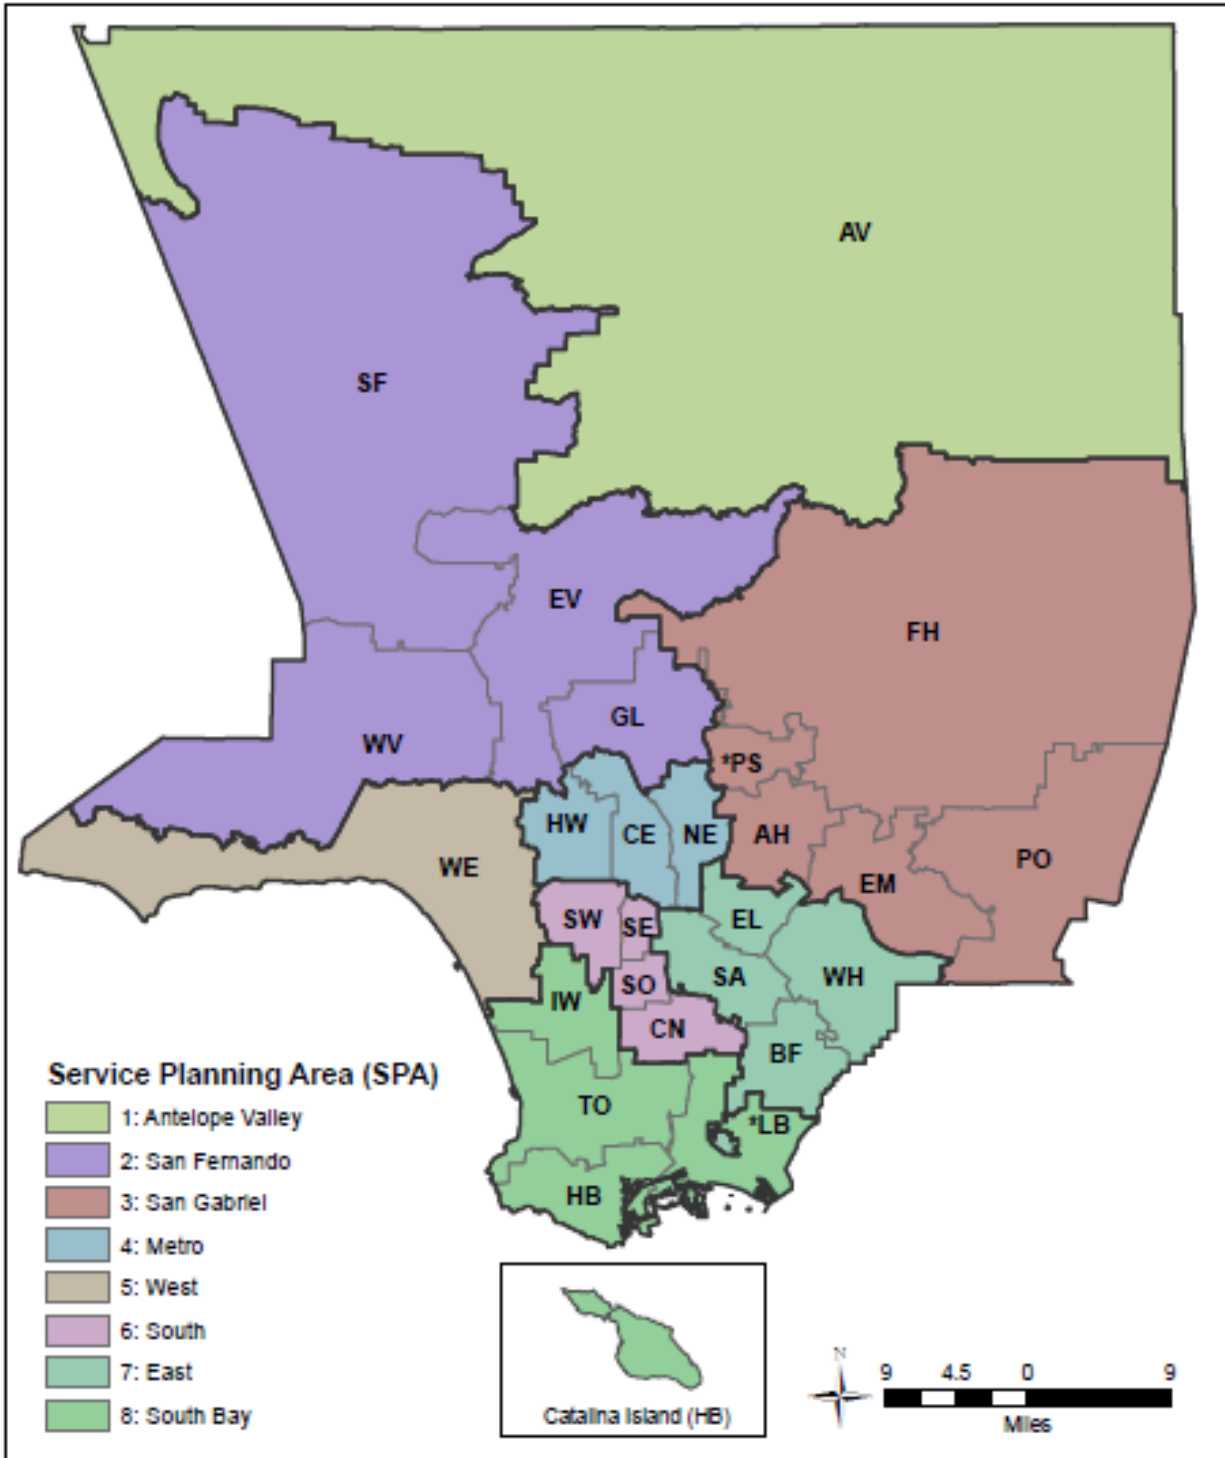 AV
SF
EV
FH
GL
WV
*PS
HW
CE
NE
AH
PO
WE
EM
SW
SE
EL
SA
WH
SO
IW
CN
BF
TO
*LB
HB
Service Planning Area (SPA)
1: Antelope Valley
2: San Fernando
3: San Gabriel
4: Metro
5: West
6: South
7: East
8: South Bay
Catalina Island (HB)
N
9 4.5 0 9
Miles